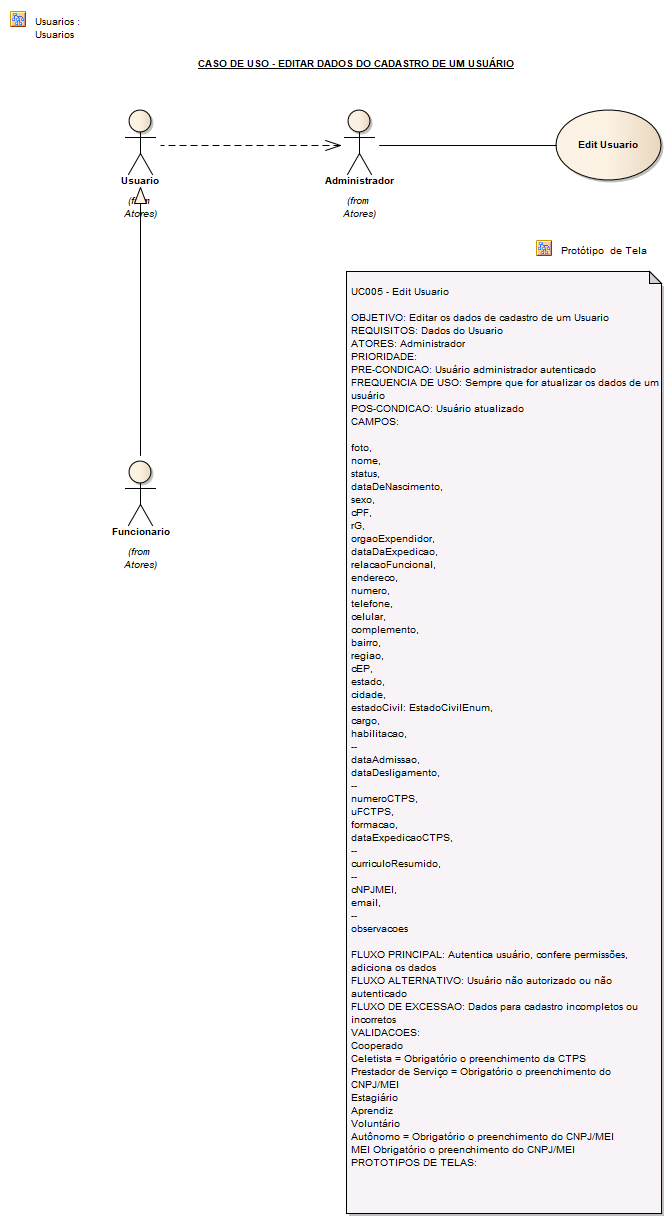 Usuarios :
Usuarios
CASO DE USO - EDITAR DADOS DO CADASTRO DE UM USUÁRIO
Usuario
(from
Atores)
Administrador
(from
Atores)
Edit Usuario
Protótipo de Tela
Funcionario
(from
Atores)
UC005 - Edit Usuario
OBJETIVO: Editar os dados de cadastro de um Usuario
REQUISITOS: Dados do Usuario
ATORES: Administrador
PRIORIDADE:
PRE-CONDICAO: Usuário administrador autenticado
FREQUENCIA DE USO: Sempre que for atualizar os dados de um
usuário
POS-CONDICAO: Usuário atualizado
CAMPOS:
foto,
nome,
status,
dataDeNascimento,
sexo,
cPF,
rG,
orgaoExpendidor,
dataDaExpedicao,
relacaoFuncional,
endereco,
numero,
telefone,
celular,
complemento,
bairro,
regiao,
cEP,
estado,
cidade,
estadoCivil: EstadoCivilEnum,
cargo,
habilitacao,
--
dataAdmissao,
dataDesligamento,
--
numeroCTPS,
uFCTPS,
formacao,
dataExpedicaoCTPS,
--
curriculoResumido,
--
cNPJMEI,
email,
--
observacoes
FLUXO PRINCIPAL: Autentica usuário, confere permissões,
adiciona os dados
FLUXO ALTERNATIVO: Usuário não autorizado ou não
autenticado
FLUXO DE EXCESSAO: Dados para cadastro incompletos ou
incorretos
VALIDACOES:
Cooperado
Celetista = Obrigatório o preenchimento da CTPS
Prestador de Serviço = Obrigatório o preenchimento do
CNPJ/MEI
Estagiário
Aprendiz
Voluntário
Autônomo = Obrigatório o preenchimento do CNPJ/MEI
MEI Obrigatório o preenchimento do CNPJ/MEI
PROTOTIPOS DE TELAS: